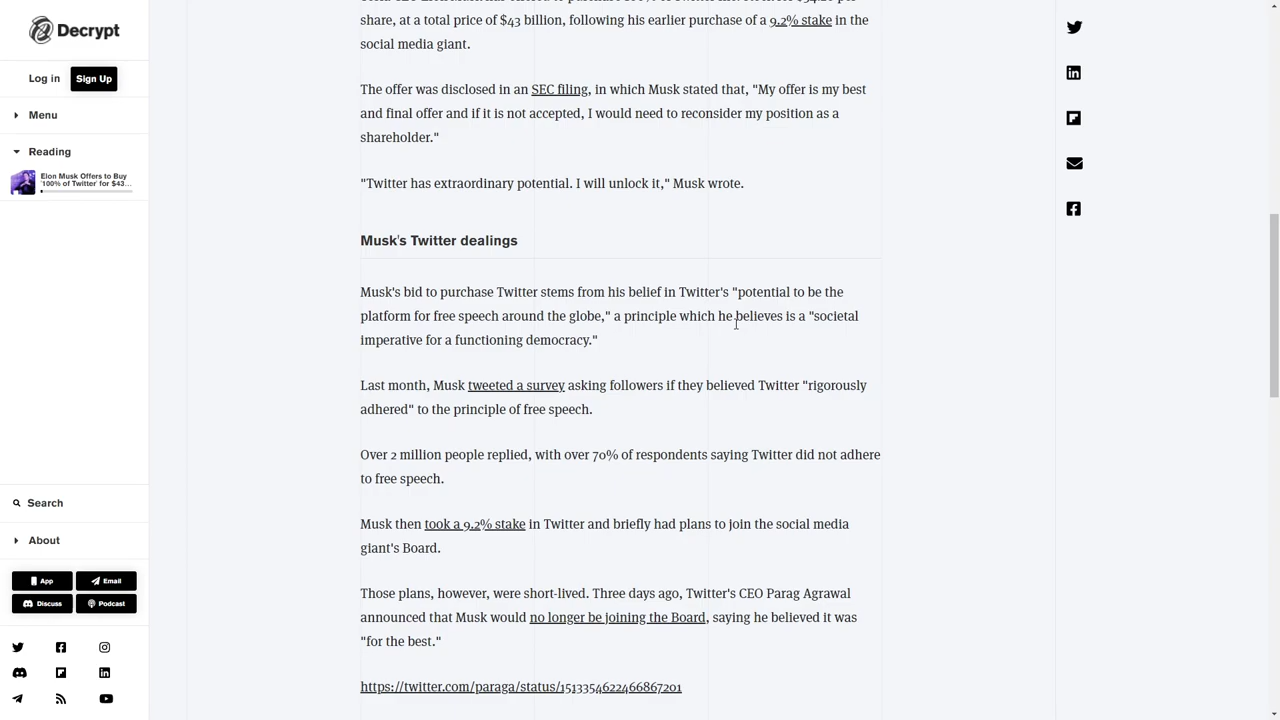 Decrypt
Log in
Sign Up
Menu
Reading
Elon Musk Offers to Buy
'100% of Twitter' for $43...
Search
About
App
Email
Discuss
Podcast
share, at a total price of $43 billion, following his earlier purchase of a 9.2% stake in the
social media giant.
The offer was disclosed in an SEC filing, in which Musk stated that, "My offer is my best
and final offer and if it is not accepted, I would need to reconsider my position as a
shareholder."
"Twitter has extraordinary potential. I will unlock it," Musk wrote.
Musk's Twitter dealings
Musk's bid to purchase Twitter stems from his belief in Twitter's "potential to be the
platform for free speech around the globe," a principle which he believes is a "societal
imperative for a functioning democracy."
Last month, Musk tweeted a survey asking followers if they believed Twitter "rigorously
adhered" to the principle of free speech.
Over 2 million people replied, with over 70% of respondents saying Twitter did not adhere
to free speech.
Musk then took a 9.2% stake in Twitter and briefly had plans to join the social media
giant's Board.
Those plans, however, were short-lived. Three days ago, Twitter's CEO Parag Agrawal
announced that Musk would no longer be joining the Board, saying he believed it was
"for the best."
https://twitter.com/paraga/status/1513354622466867201